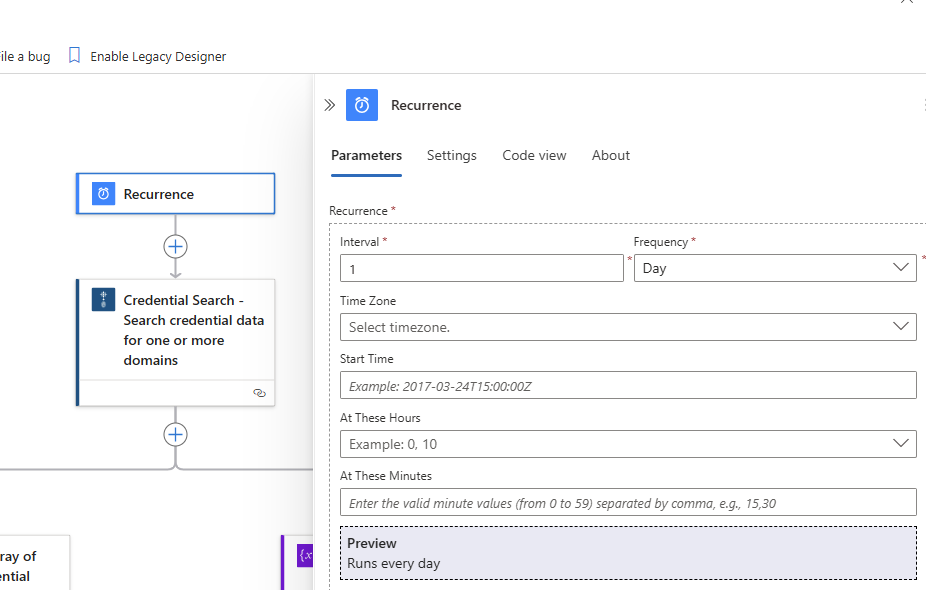 ile a bug
Enable Legacy Designer
Recurrence
Parameters
Settings
Code view
About
Recurrence
Recurrence *
Interval *
Frequency *
1
*
Day
*
Time Zone
Select timezone.
Start Time
Example: 2017-03-24T15:00:00Z
At These Hours
Example: 0, 10
At These Minutes
Enter the valid minute values (from 0 to 59) separated by comma, e.g., 15,30
Preview
Runs every day
Credential Search -
Search credential data
for one or more
domains
ray of
ential
{x